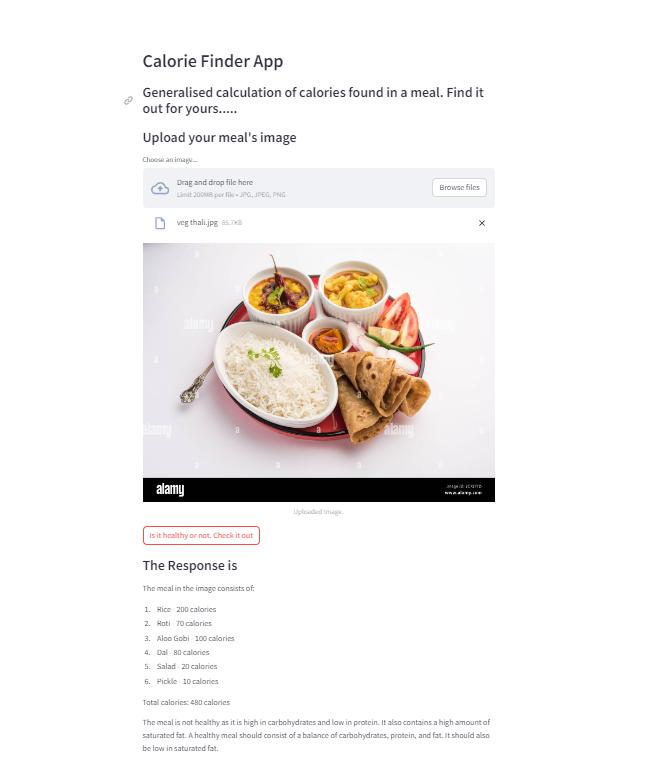 Calorie Finder App
Generalised calculation of calories found in a meal. Find it
out for yours.....
Upload your meal's image
Choose an image...
Drag and drop file here
Limit 200MB per file • JPG, JPEG, PNG
Browse files
veg thali.jpg 85.7KB
alamy
a
alamy
www.alamy.com
Uploaded Image.
Is it healthy or not. Check it out
The Response is
The meal in the image consists of:
1. Rice 200 calories
2. Roti 70 calories
3. Aloo Gobi 100 calories
4. Dal 80 calories
5. Salad 20 calories
6. Pickle 10 calories
Total calories: 480 calories
The meal is not healthy as it is high in carbohydrates and low in protein. It also contains a high amount of
saturated fat. A healthy meal should consist of a balance of carbohydrates, protein, and fat. It should also
be low in saturated fat.